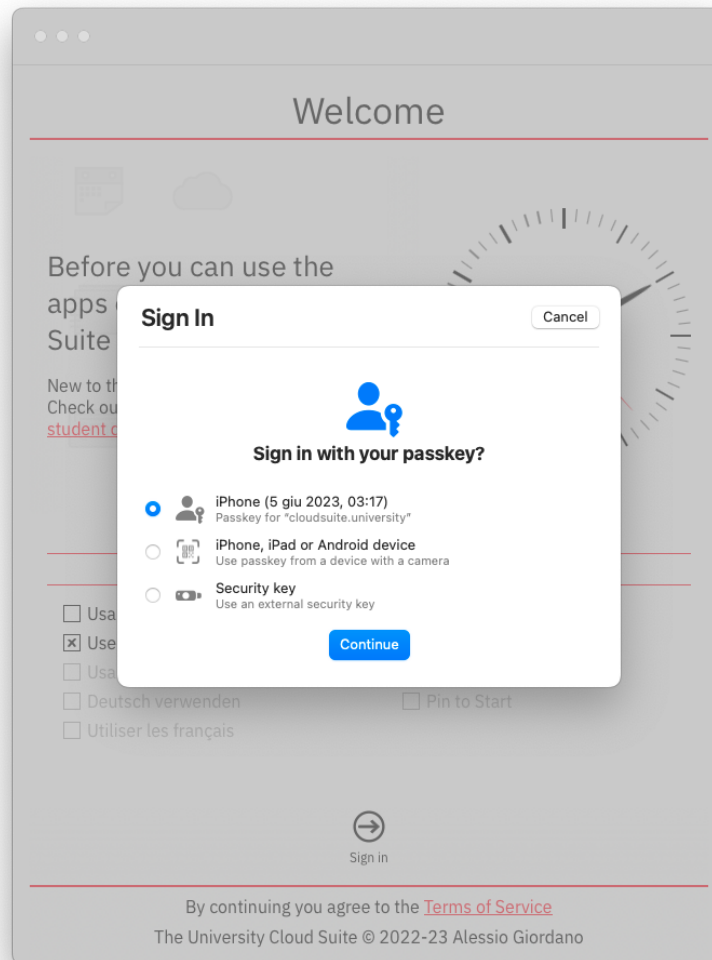 Welcome
Before you can use the
apps
Suite
New to
Check
student
Sign In
Cancel
Sign in with your passkey?
iPhone (5 giu 2023, 03:17)
Passkey for “cloudsuite.university”
iPhone, iPad or Android device
Use passkey from a device with a camera
Security key
Use an external security key
Continue
Deutsch verwenden
Pin to Start
Utiliser les français
Sign in
By continuing you agree to the Terms of Service
The University Cloud Suite © 2022-23 Alessio Giordano